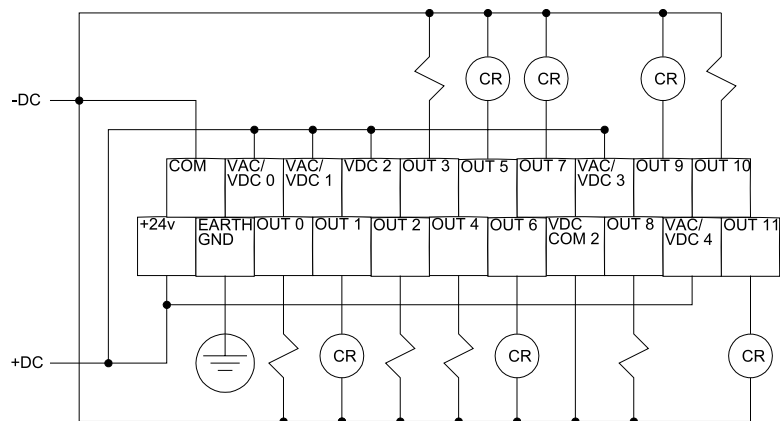 CR
CR
CR
-DC
COM
VAC/
VDC 0
VAC/
VDC 1
VDC 2
OUT 3
OUT 5
OUT 7
VAC/
VDC 3
OUT 9
OUT 10
+24v
EARTH
GND
OUT 0
OUT 1
OUT 2
OUT 4
OUT 6
VDC
COM 2
OUT 8
VAC/
VDC 4
OUT 11
+DC
CR
CR
CR